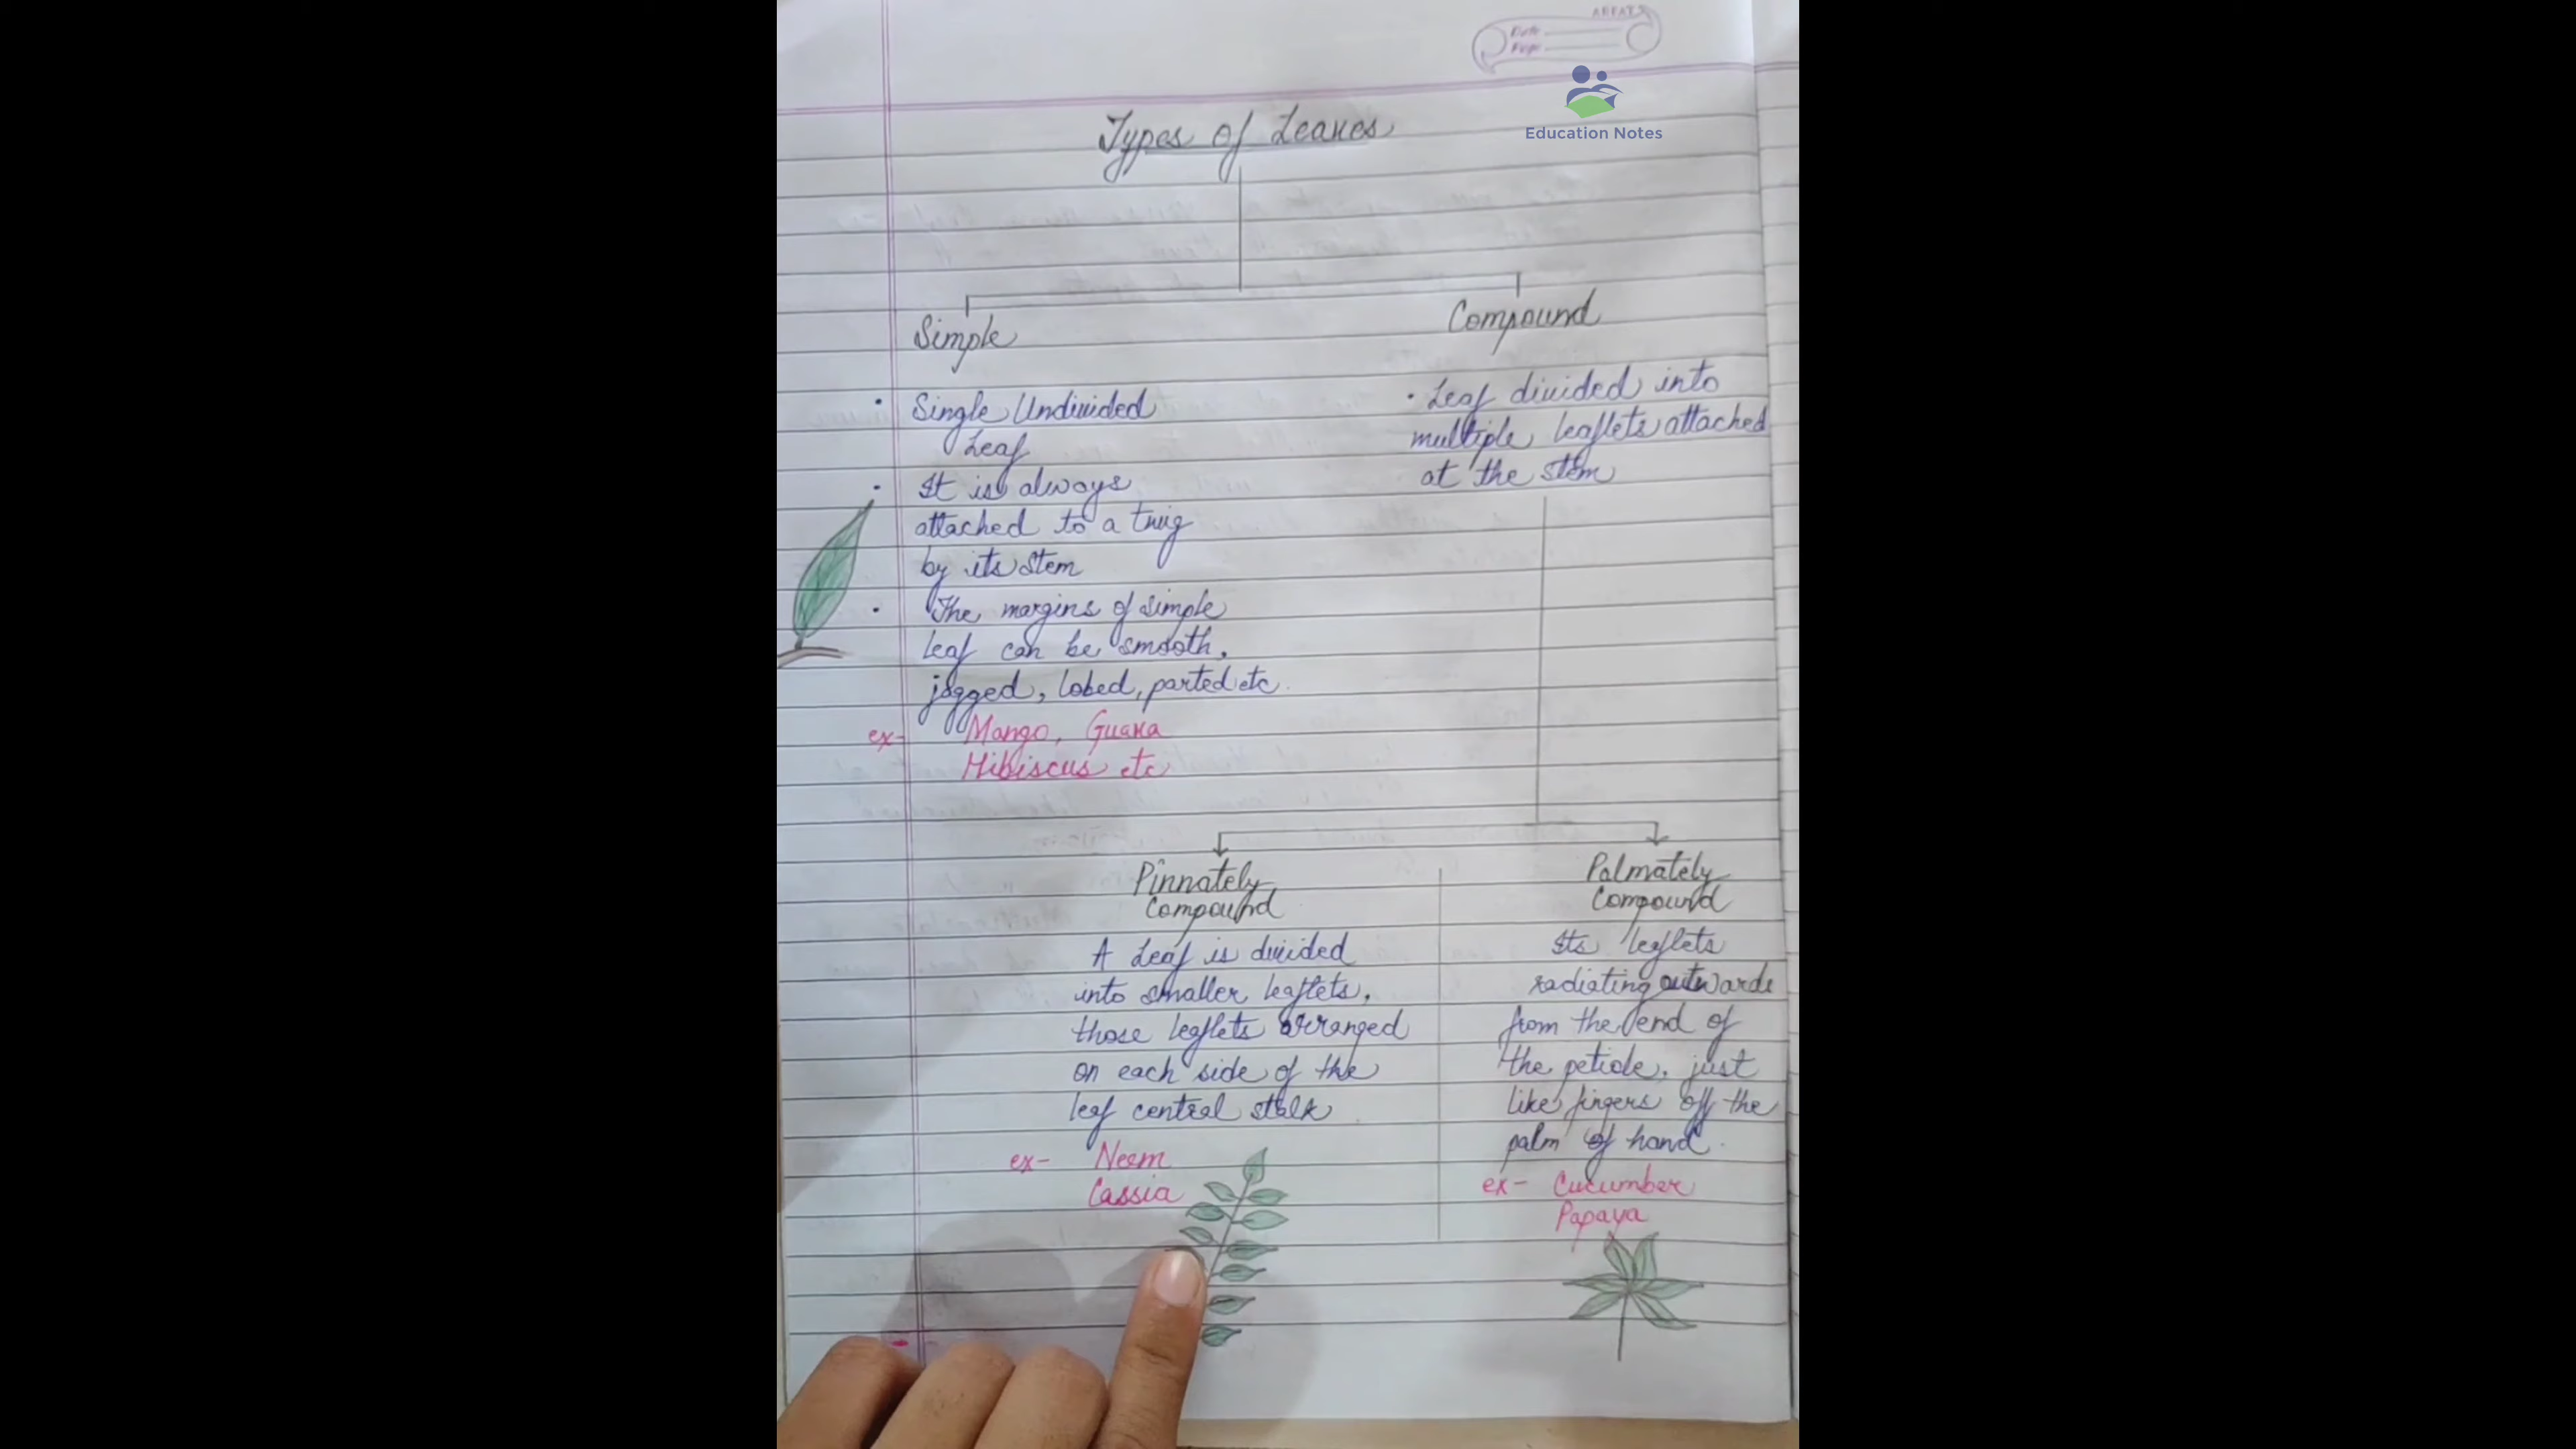 ARFAT
Date
Page
Education Notes
Types of Leaves
Simple
Compound
• Single Undivided
Leaf
• It is always
attached to a twig
by its stem
• The margins of simple
leaf can be smooth,
jagged, lobed, parted etc.
ex- Mango, Guava
Hibiscus etc
• Leaf divided into
multiple leaflets attached
at the stem
Pinnately
Compound
A Leaf is divided
into smaller leaflets,
those leaflets arranged
on each side of the
leaf central stalk
ex- Neem
Cassia
Palmately
Compound
Its leaflets
radiating outwards
from the end of
the petiole, just
like fingers off the
palm of hand.
ex- Cucumber
Papaya